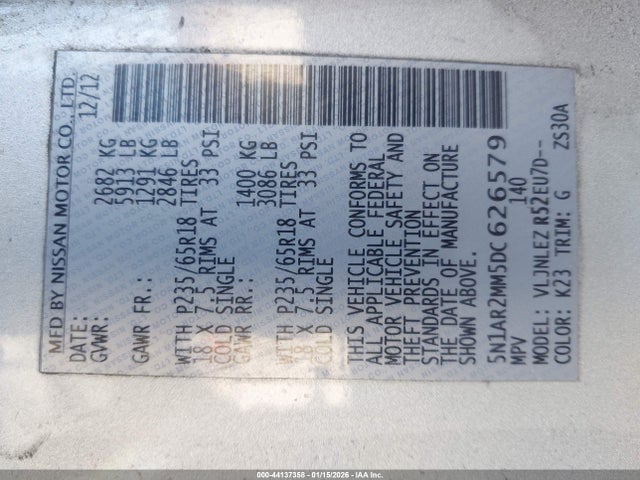 MFD BY NISSAN MOTOR CO., LTD.
DATE: 12/12
GVWR: 2682 KG
5913 LB
GAWR FR.: 1291 KG
2846 LB
WITH P235/65R18 TIRES
18 X 7.5 RIMS AT 33 PSI
COLD SINGLE
GAWR RR.: 1400 KG
3086 LB
WITH P235/65R18 TIRES
18 X 7.5 RIMS AT 33 PSI
COLD SINGLE
THIS VEHICLE CONFORMS TO
ALL APPLICABLE FEDERAL
MOTOR VEHICLE SAFETY AND
THEFT PREVENTION
STANDARDS IN EFFECT ON
THE DATE OF MANUFACTURE
SHOWN ABOVE.
5N1AR2MM5DC626579
MPV 140
MODEL: VLJNLEZ R52EU7D--
COLOR: K23 TRIM: G ZS30A
000-44137358 - 01/15/2026 - IAA Inc.